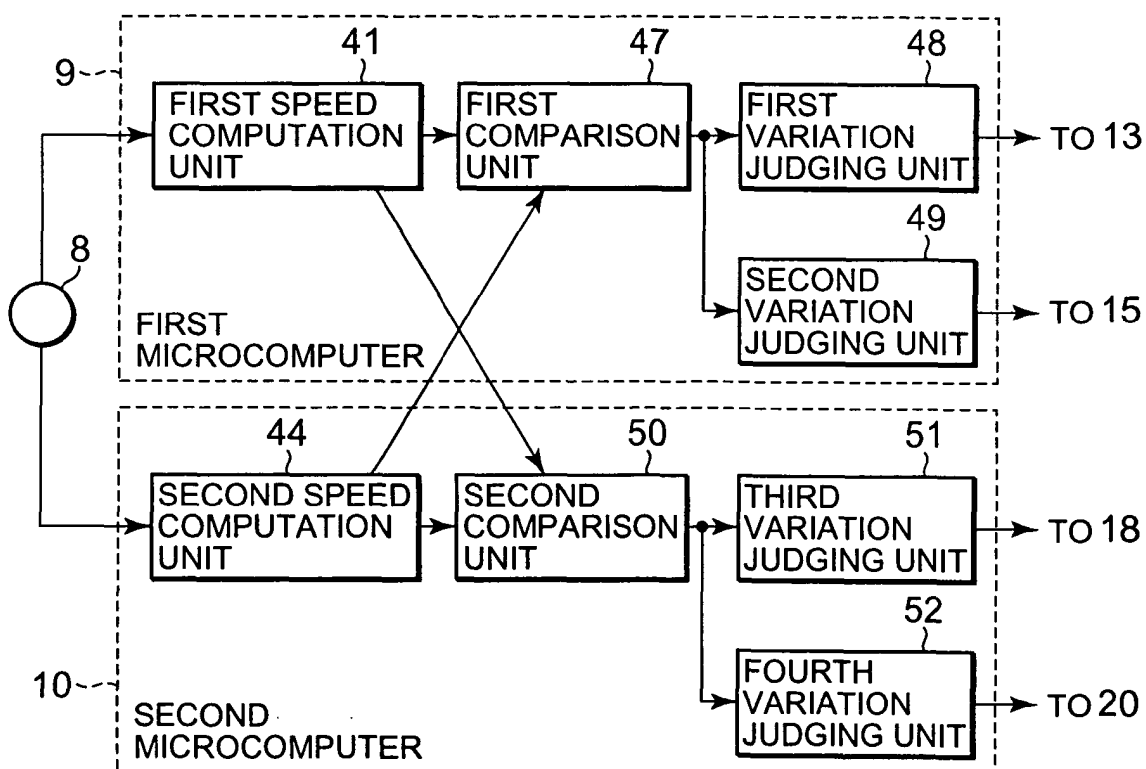 9
41
FIRST SPEED
COMPUTATION
UNIT
47
FIRST
COMPARISON
UNIT
48
FIRST
VARIATION
JUDGING UNIT
TO 13
8
49
SECOND
VARIATION
JUDGING UNIT
TO 15
FIRST
MICROCOMPUTER
44
SECOND SPEED
COMPUTATION
UNIT
50
SECOND
COMPARISON
UNIT
51
THIRD
VARIATION
JUDGING UNIT
TO 18
52
FOURTH
VARIATION
JUDGING UNIT
TO 20
10
SECOND
MICROCOMPUTER